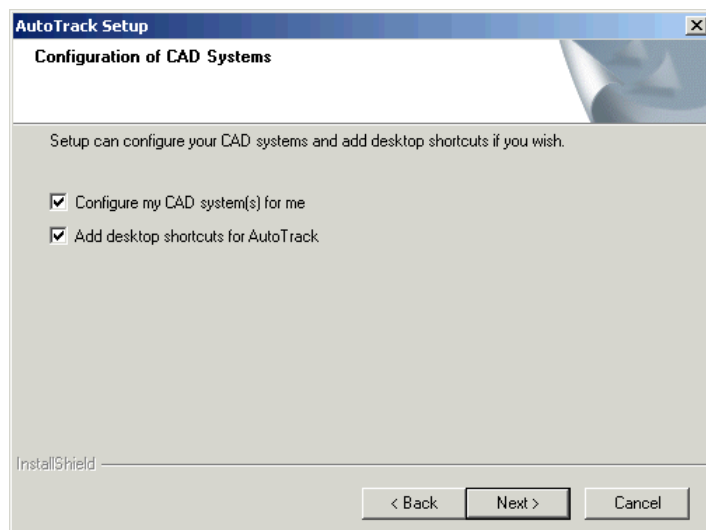 AutoTrack Setup
Configuration of CAD Systems
Setup can configure your CAD systems and add desktop shortcuts if you wish.
Configure my CAD system(s) for me
Add desktop shortcuts for AutoTrack
InstallShield
< Back Next > Cancel